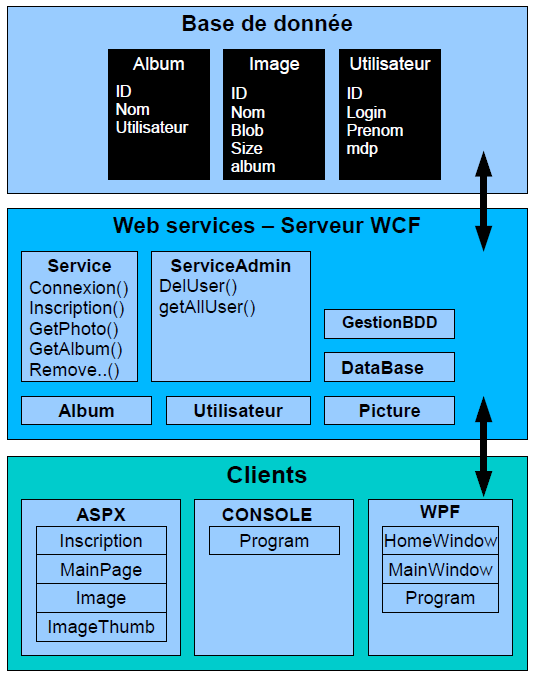 Base de donnée
Album
ID
Nom
Utilisateur
Image
ID
Nom
Blob
Size
album
Utilisateur
ID
Login
Prenom
mdp
Web services – Serveur WCF
Service
Connexion()
Inscription()
GetPhoto()
GetAlbum()
Remove..()
ServiceAdmin
DelUser()
getAllUser()
GestionBDD
DataBase
Album
Utilisateur
Picture
Clients
ASPX
Inscription
MainPage
Image
ImageThumb
CONSOLE
Program
WPF
HomeWindow
MainWindow
Program